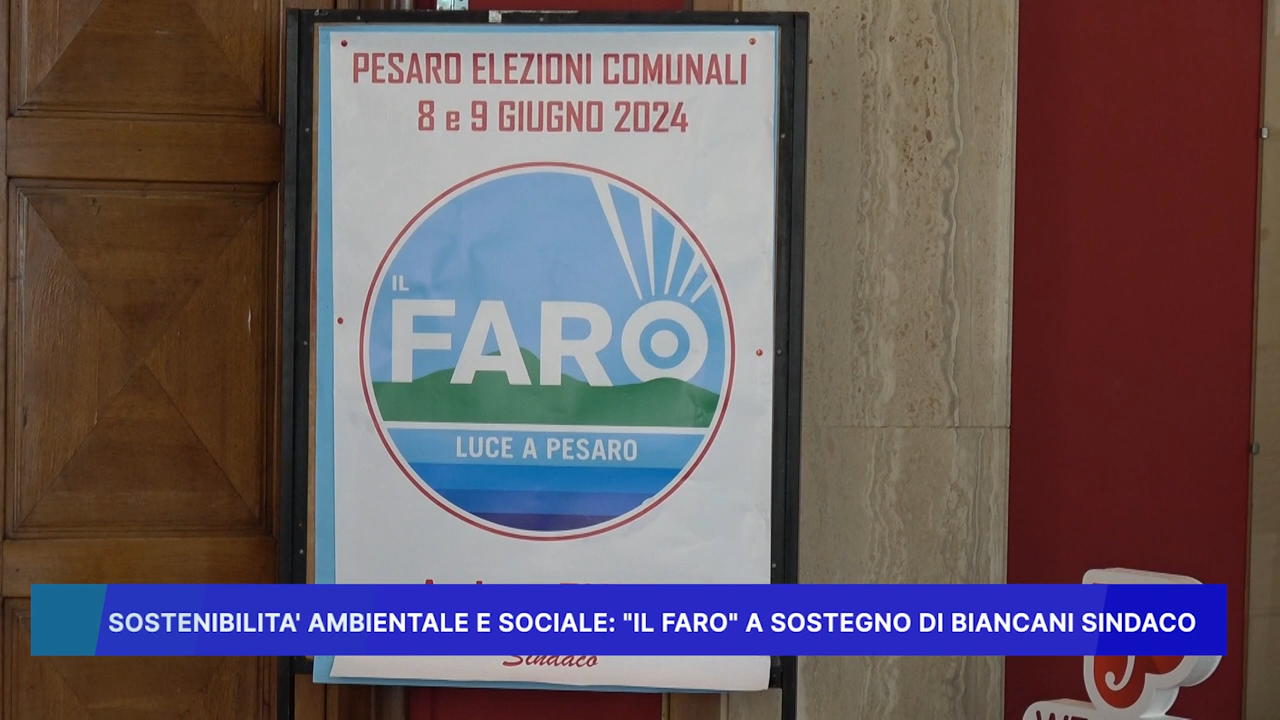 PESARO ELEZIONI COMUNALI
8 e 9 GIUGNO 2024
IL
FARO
LUCE A PESARO
SOSTENIBILITA' AMBIENTALE E SOCIALE: "IL FARO" A SOSTEGNO DI BIANCANI SINDACO
Sindaco